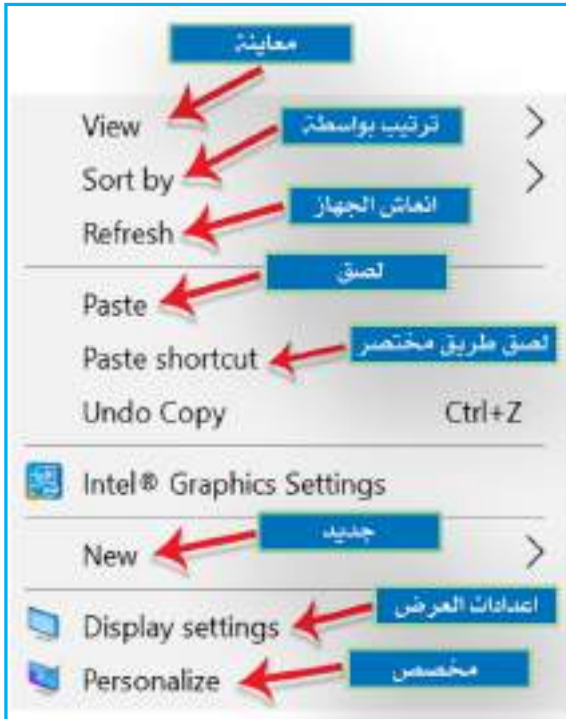 معاينة
View
ترتيب بواسطة
Sort by
انعاش الجهاز
Refresh
لصق
Paste
لصق طريق مختصر
Paste shortcut
Undo Copy Ctrl+Z
Intel® Graphics Settings
جديد
New
اعدادات العرض
Display settings
مخصص
Personalize